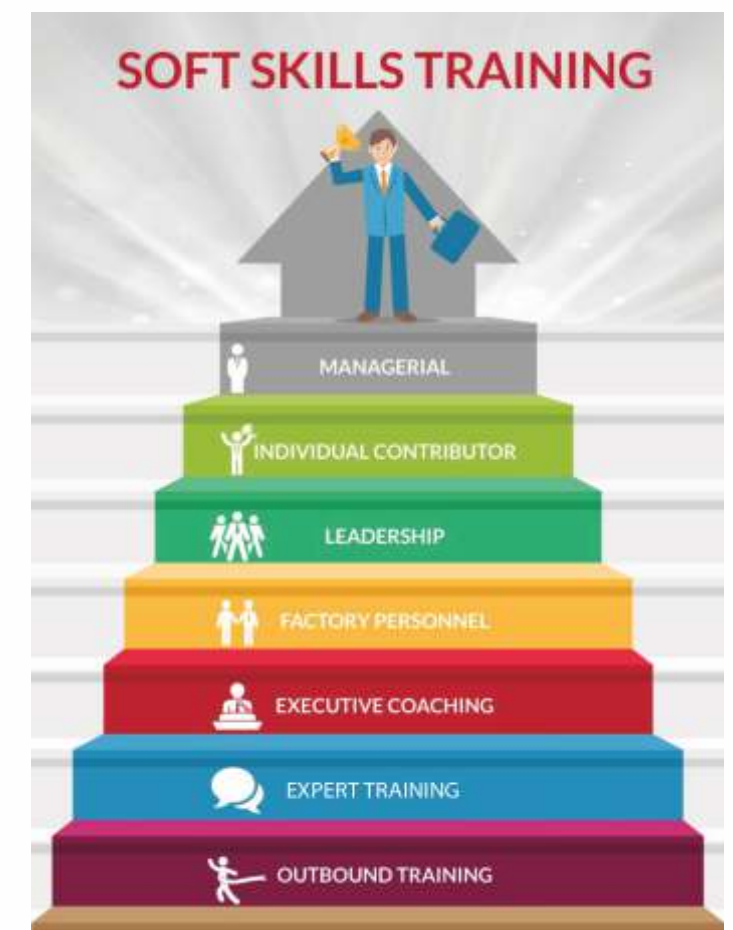 SOFT SKILLS TRAINING
MANAGERIAL
INDIVIDUAL CONTRIBUTOR
LEADERSHIP
FACTORY PERSONNEL
EXECUTIVE COACHING
EXPERT TRAINING
OUTBOUND TRAINING